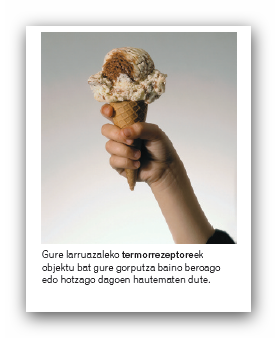 Gure larruazaleko termorrezeptoreek
objektu bat gure gorputza baino beroago
edo hotzago dagoen hautematen dute.